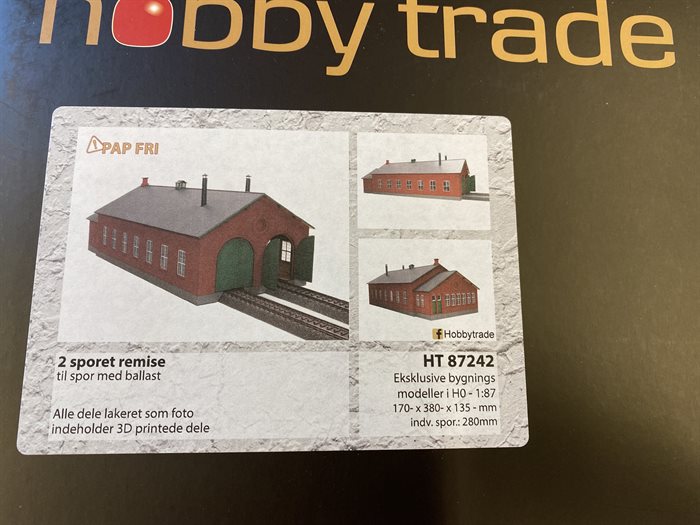 hobby trade
PAP FRI
Hobbytrade
2 sporet remise
til spor med ballast
Alle dele lakeret som foto
indeholder 3D printede dele
HT 87242
Eksklusive bygnings
modeller i H0 - 1:87
170- x 380- x 135 - mm
indv. spor.: 280mm